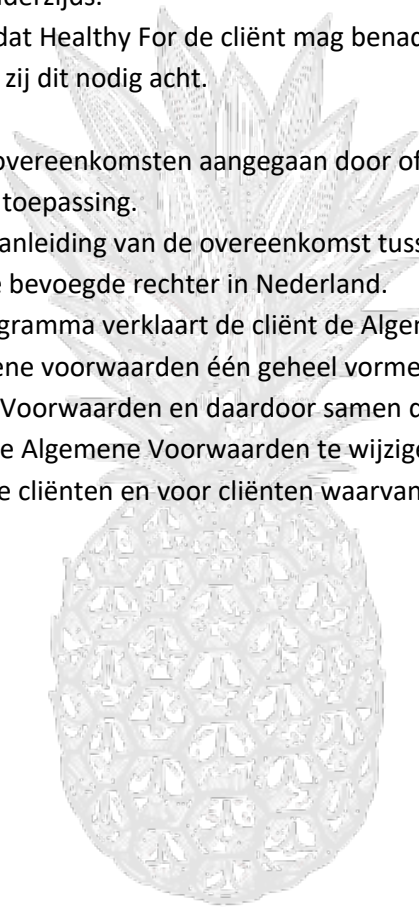 derzijds.
dat Healthy For de cliënt mag benad
zij dit nodig acht.
overeenkomsten aangegaan door of
toepassing.
anleiding van de overeenkomst tuss
bevoegde rechter in Nederland.
gramma verklaart de cliënt de Algem
ene voorwaarden één geheel vorme
Voorwaarden en daardoor samen d
e Algemene Voorwaarden te wijzige
e cliënten en voor cliënten waarvan